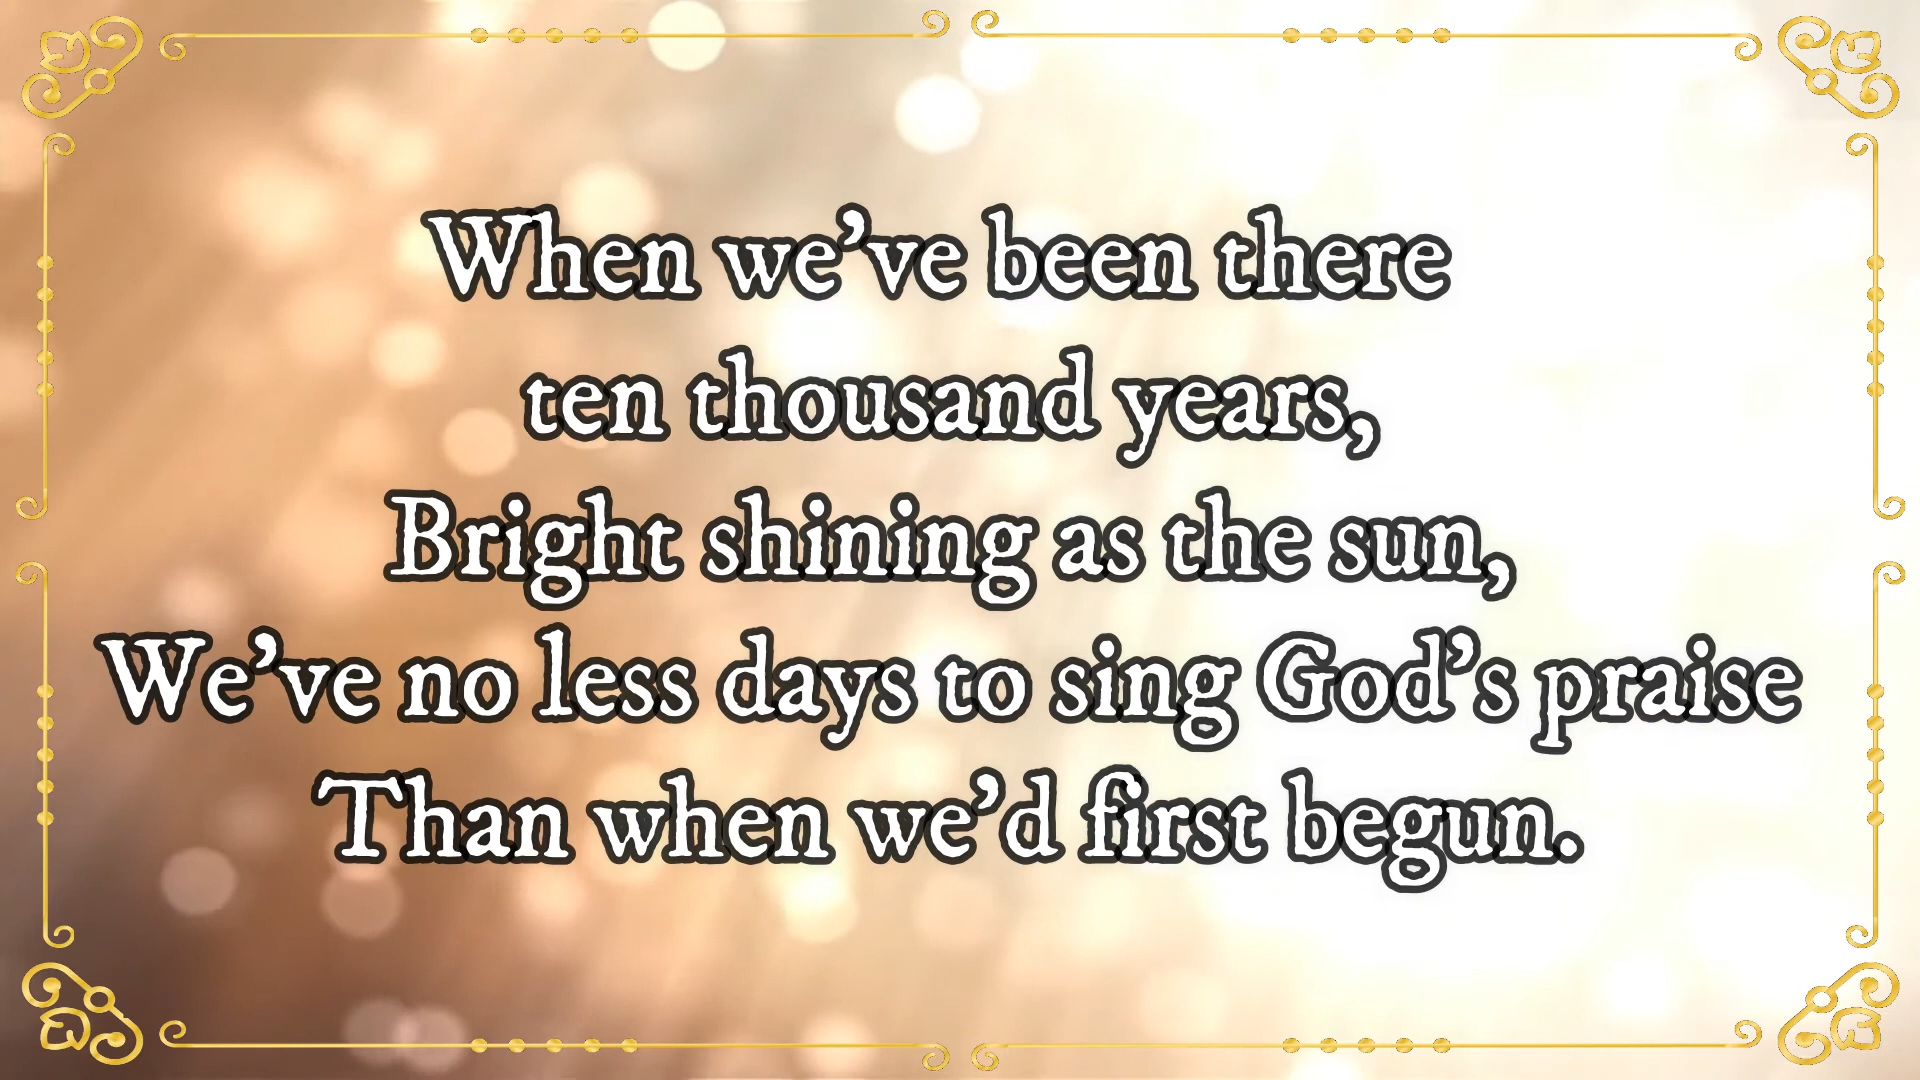 When we’ve been there
ten thousand years,
Bright shining as the sun,
We’ve no less days to sing God’s praise
Than when we’d first begun.